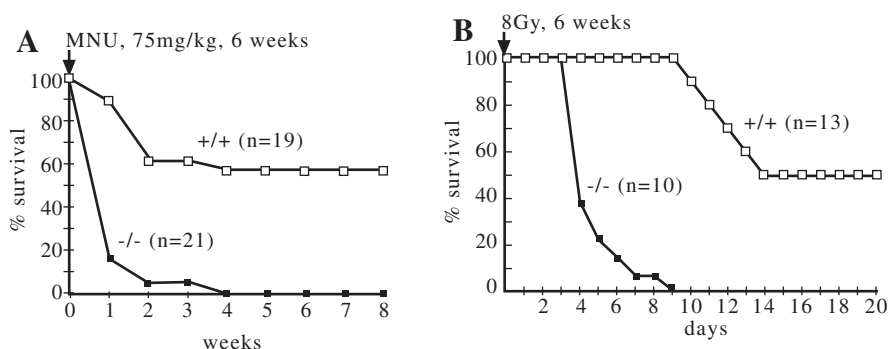 A
MNU, 75mg/kg, 6 weeks
% survival
100
80
60
40
20
0
+/+ (n=19)
-/- (n=21)
0 1 2 3 4 5 6 7 8
weeks
B
8Gy, 6 weeks
% survival
100
80
60
40
20
0
+/+ (n=13)
-/- (n=10)
2 4 6 8 10 12 14 16 18 20
days